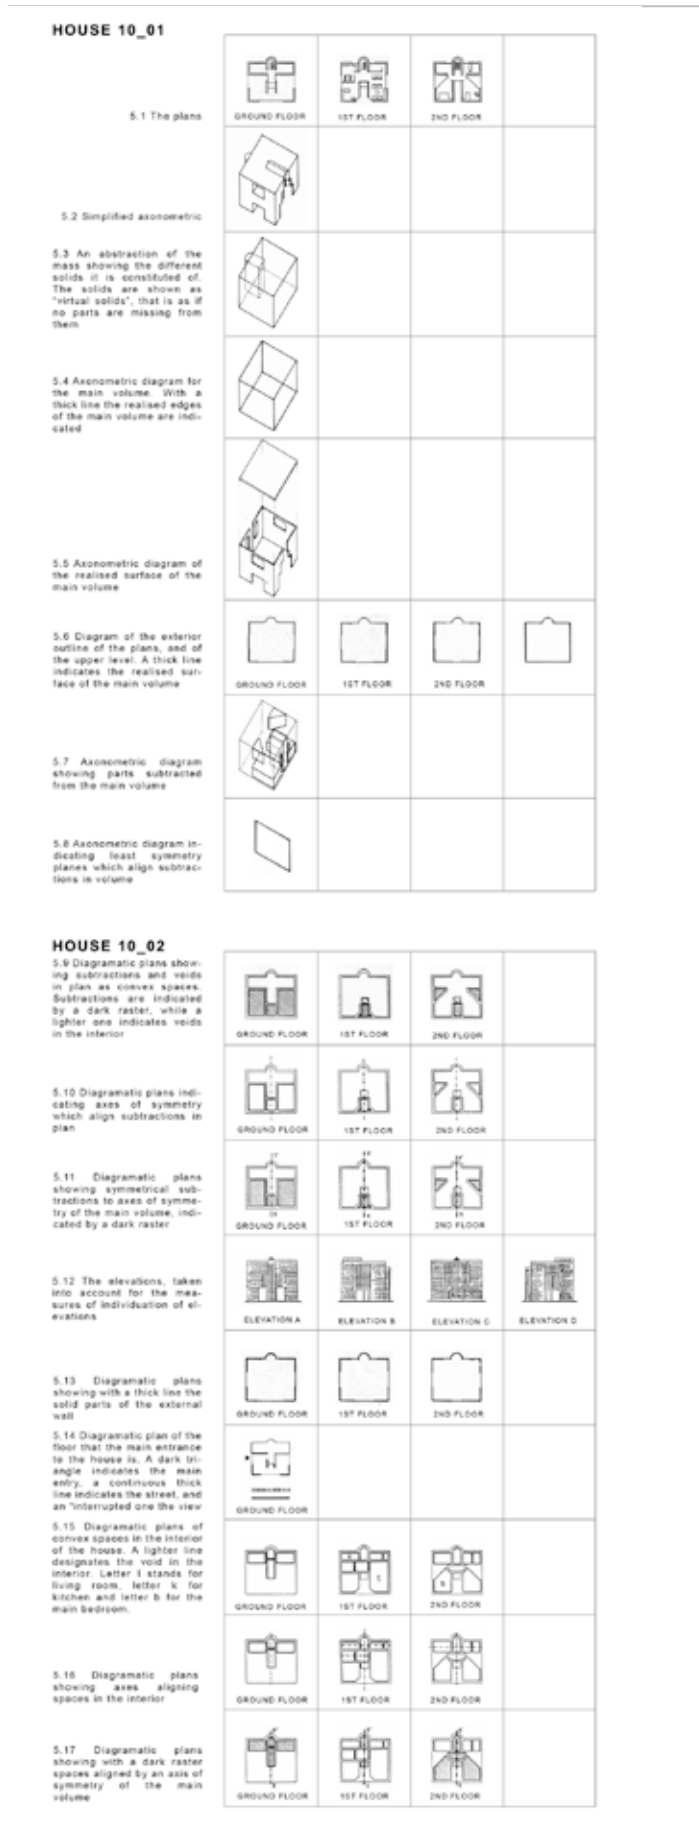 HOUSE 10_01
GROUND FLOOR
1ST FLOOR
2ND FLOOR
5.1 The plans
5.2 Simplified axonometric
5.3 An abstraction of the
mass showing the different
solids it is constituted of.
The solids are shown as
"virtual solids", that is as if
no parts are missing from
them
5.4 Axonometric diagram for
the main volume. With a
thick line the realised edges
of the main volume are indi-
cated
5.5 Axonometric diagram of
the realised surface of the
main volume
5.6 Diagram of the exterior
outline of the plans, and of
the upper level. A thick line
indicates the realised sur-
face of the main volume
GROUND FLOOR
1ST FLOOR
2ND FLOOR
5.7 Axonometric diagram
showing parts subtracted
from the main volume
5.8 Axonometric diagram in-
dicating least symmetry
planes which align subtrac-
tions in volume
HOUSE 10_02
5.9 Diagramatic plans show-
ing subtractions and voids
in plan as convex spaces.
Subtractions are indicated
by a dark raster, while a
lighter one indicates voids
in the interior
GROUND FLOOR
1ST FLOOR
2ND FLOOR
5.10 Diagramatic plans indi-
cating axes of symmetry
which align subtractions in
plan
GROUND FLOOR
1ST FLOOR
2ND FLOOR
5.11 Diagramatic plans
showing symmetrical sub-
tractions to axes of symme-
try of the main volume, indi-
cated by a dark raster
GROUND FLOOR
1ST FLOOR
2ND FLOOR
5.12 The elevations, taken
into account for the mea-
sures of individuation of el-
evations
ELEVATION A
ELEVATION B
ELEVATION C
ELEVATION D
5.13 Diagramatic plans
showing with a thick line the
solid parts of the external
wall
GROUND FLOOR
1ST FLOOR
2ND FLOOR
5.14 Diagramatic plan of the
floor that the main entrance
to the house is. A dark tri-
angle indicates the main
entry, a continuous thick
line indicates the street, and
an "interrupted one the view
GROUND FLOOR
5.15 Diagramatic plans of
convex spaces in the interior
of the house. A lighter line
designates the void in the
interior. Letter l stands for
living room, letter k for
kitchen and letter b for the
main bedroom.
GROUND FLOOR
1ST FLOOR
2ND FLOOR
5.16 Diagramatic plans
showing axes aligning
spaces in the interior
GROUND FLOOR
1ST FLOOR
2ND FLOOR
5.17 Diagramatic plans
showing with a dark raster
spaces aligned by an axis of
symmetry of the main
volume
GROUND FLOOR
1ST FLOOR
2ND FLOOR